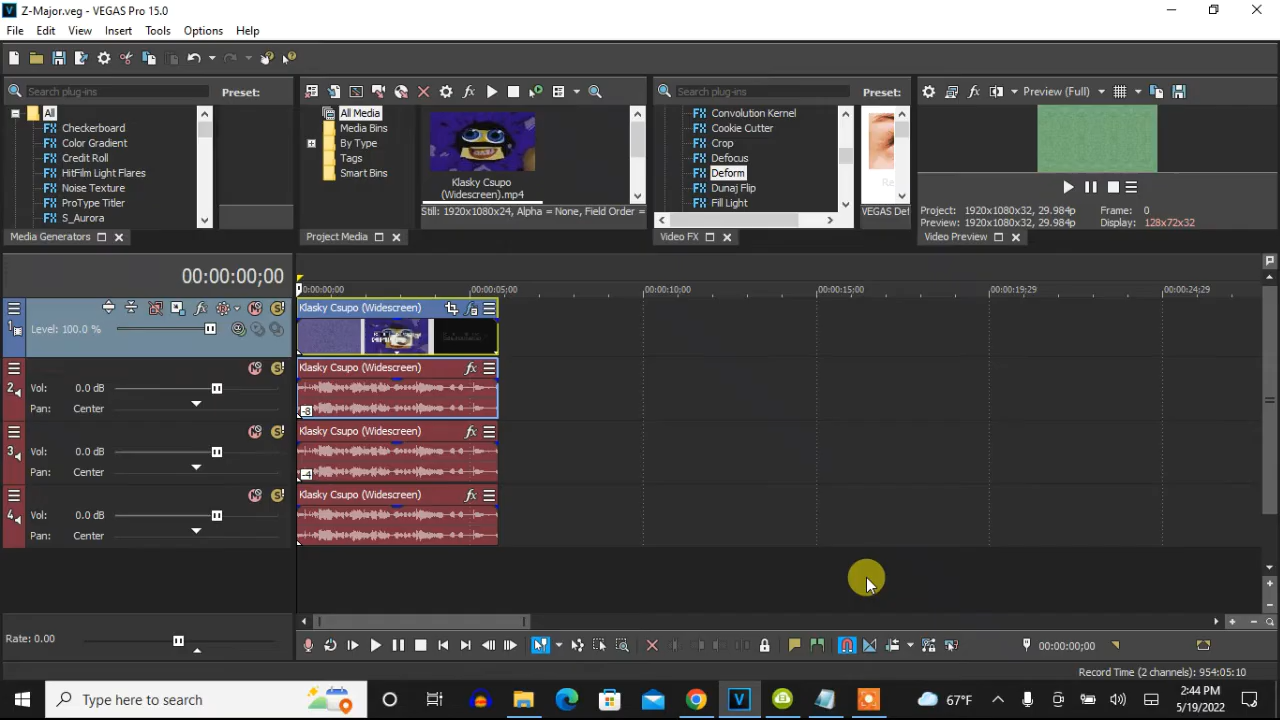 Z-Major.veg - VEGAS Pro 15.0
File Edit View Insert Tools Options Help
Search plug-ins
Preset:
All
Checkerboard
Color Gradient
Credit Roll
HitFilm Light Flares
Noise Texture
ProType Titler
S_Aurora
Media Generators
All Media
Media Bins
By Type
Tags
Smart Bins
Klasky Csupo
(Widescreen).mp4
Still: 1920x1080x24, Alpha = None, Field Order =
Project Media
Search plug-ins
Preset:
Convolution Kernel
Cookie Cutter
Crop
Defocus
Deform
Dunaj Flip
Fill Light
VEGAS Def
Video FX
Preview (Full)
Project: 1920x1080x32, 29.984p
Frame: 0
Preview: 1920x1080x32, 29.984p
Display: 128x72x32
Video Preview
00:00:00;00
00:00:00;00 00:00:05;00 00:00:10;00 00:00:15;00 00:00:19;29 00:00:24;29
1
Level: 100.0 %
Klasky Csupo (Widescreen)
2
Vol: 0.0 dB
Pan: Center
Klasky Csupo (Widescreen)
-8
3
Vol: 0.0 dB
Pan: Center
Klasky Csupo (Widescreen)
-4
4
Vol: 0.0 dB
Pan: Center
Klasky Csupo (Widescreen)
Rate: 0.00
00:00:00;00
Record Time (2 channels): 954:05:10
Type here to search
67°F
2:44 PM
5/19/2022